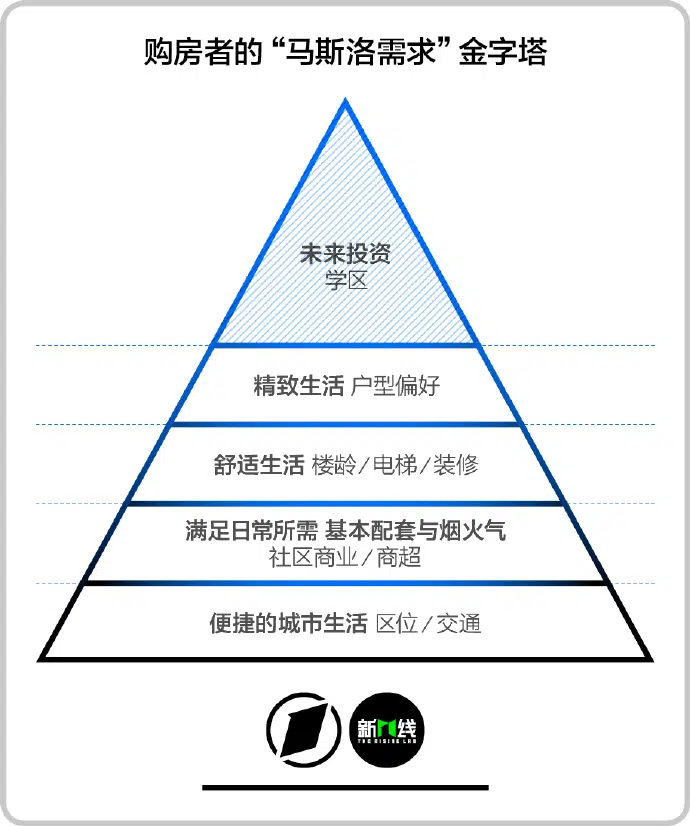 购房者的“马斯洛需求”金字塔
未来投资
学区
精致生活 户型偏好
舒适生活 楼龄/电梯/装修
满足日常所需 基本配套与烟火气
社区商业/商超
便捷的城市生活 区位/交通
新一线
THE RISING LAB